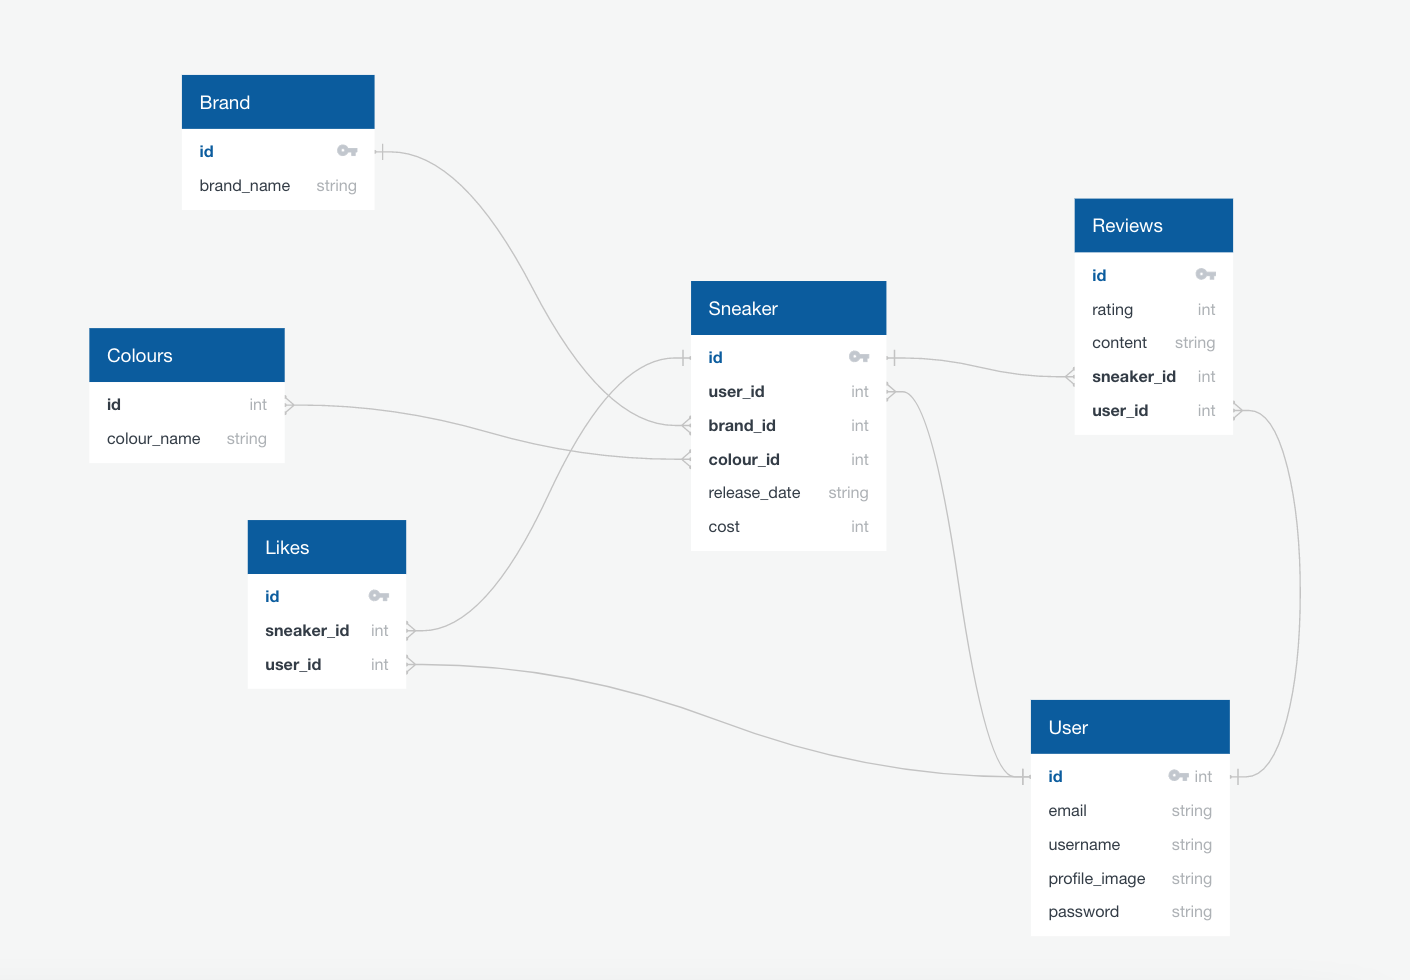 Brand
id
brand_name string
Colours
id int
colour_name string
Likes
id
sneaker_id int
user_id int
Sneaker
id
user_id int
brand_id int
colour_id int
release_date string
cost int
Reviews
id
rating int
content string
sneaker_id int
user_id int
User
id int
email string
username string
profile_image string
password string